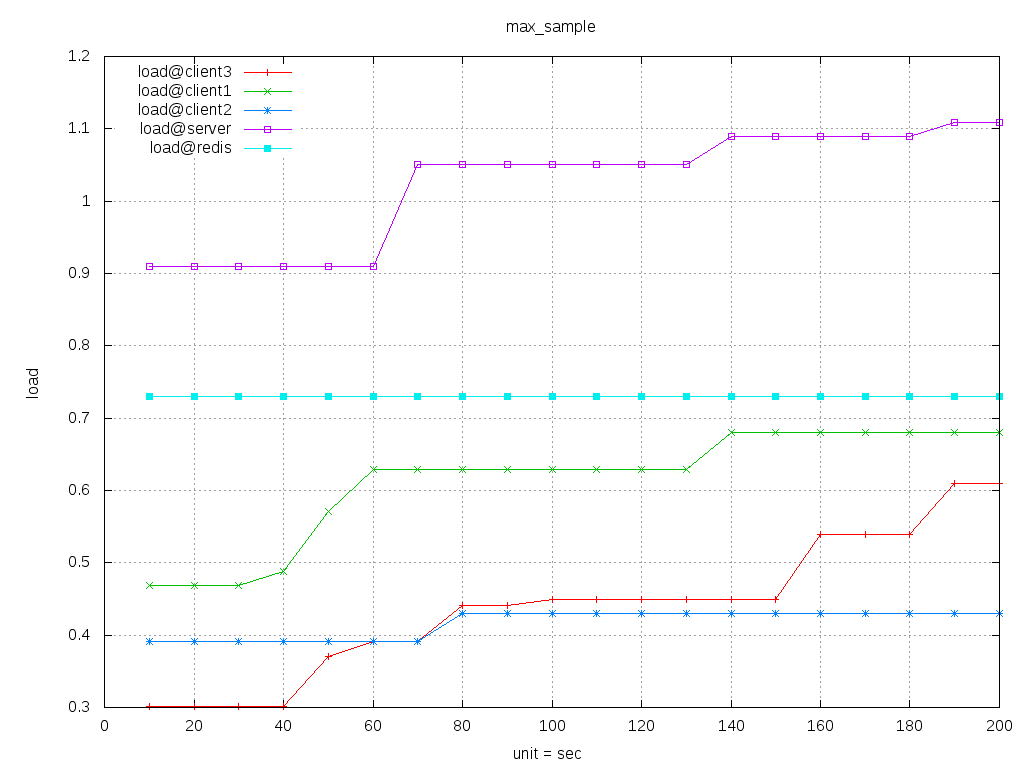 max_sample
1.2
1.1
1
0.9
0.8
0.7
0.6
0.5
0.4
0.3
load
load@client3
load@client1
load@client2
load@server
load@redis
0 20 40 60 80 100 120 140 160 180 200
unit = sec